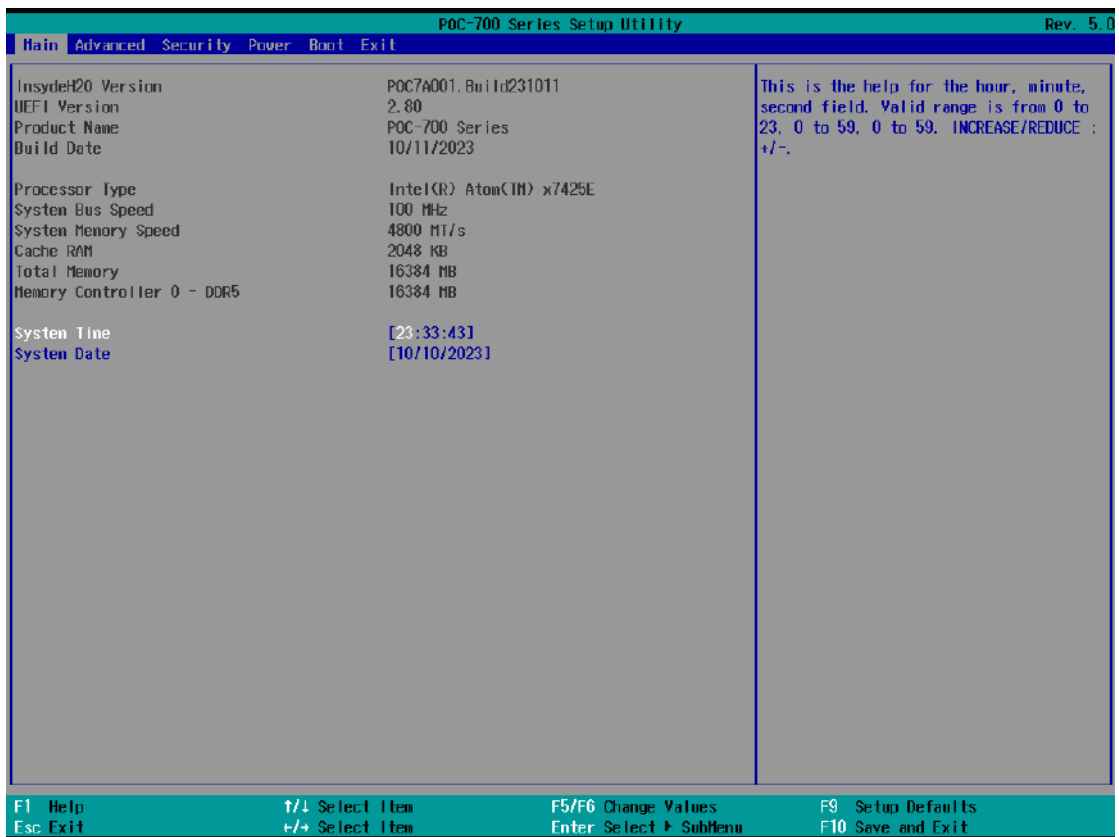 POC-700 Series Setup Utility Rev. 5.0
Main Advanced Security Power Boot Exit
InsydeH2O Version POC7A001.Build231011
UEFI Version 2.80
Product Name POC-700 Series
Build Date 10/11/2023
Processor Type Intel(R) Atom(TM) x7425E
System Bus Speed 100 MHz
System Memory Speed 4800 MT/s
Cache RAM 2048 KB
Total Memory 16384 MB
Memory Controller 0 - DDR5 16384 MB
System Time [23:33:43]
System Date [10/10/2023]
This is the help for the hour, minute,
second field. Valid range is from 0 to
23, 0 to 59, 0 to 59. INCREASE/REDUCE :
+/-.
F1 Help ↑/↓ Select Item F5/F6 Change Values F9 Setup Defaults
Esc Exit ←/→ Select Item Enter Select ▶ SubMenu F10 Save and Exit